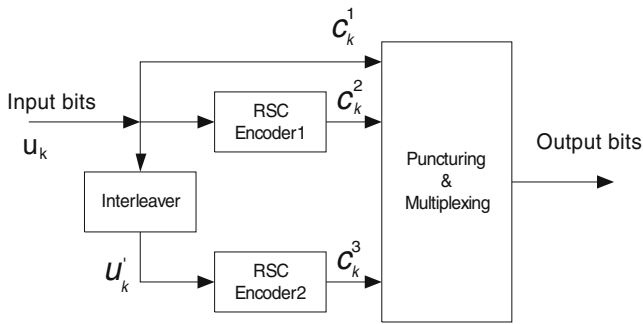 c_k^1
Input bits
u_k
RSC
Encoder1
c_k^2
Interleaver
Puncturing
&
Multiplexing
Output bits
u_k^'
RSC
Encoder2
c_k^3